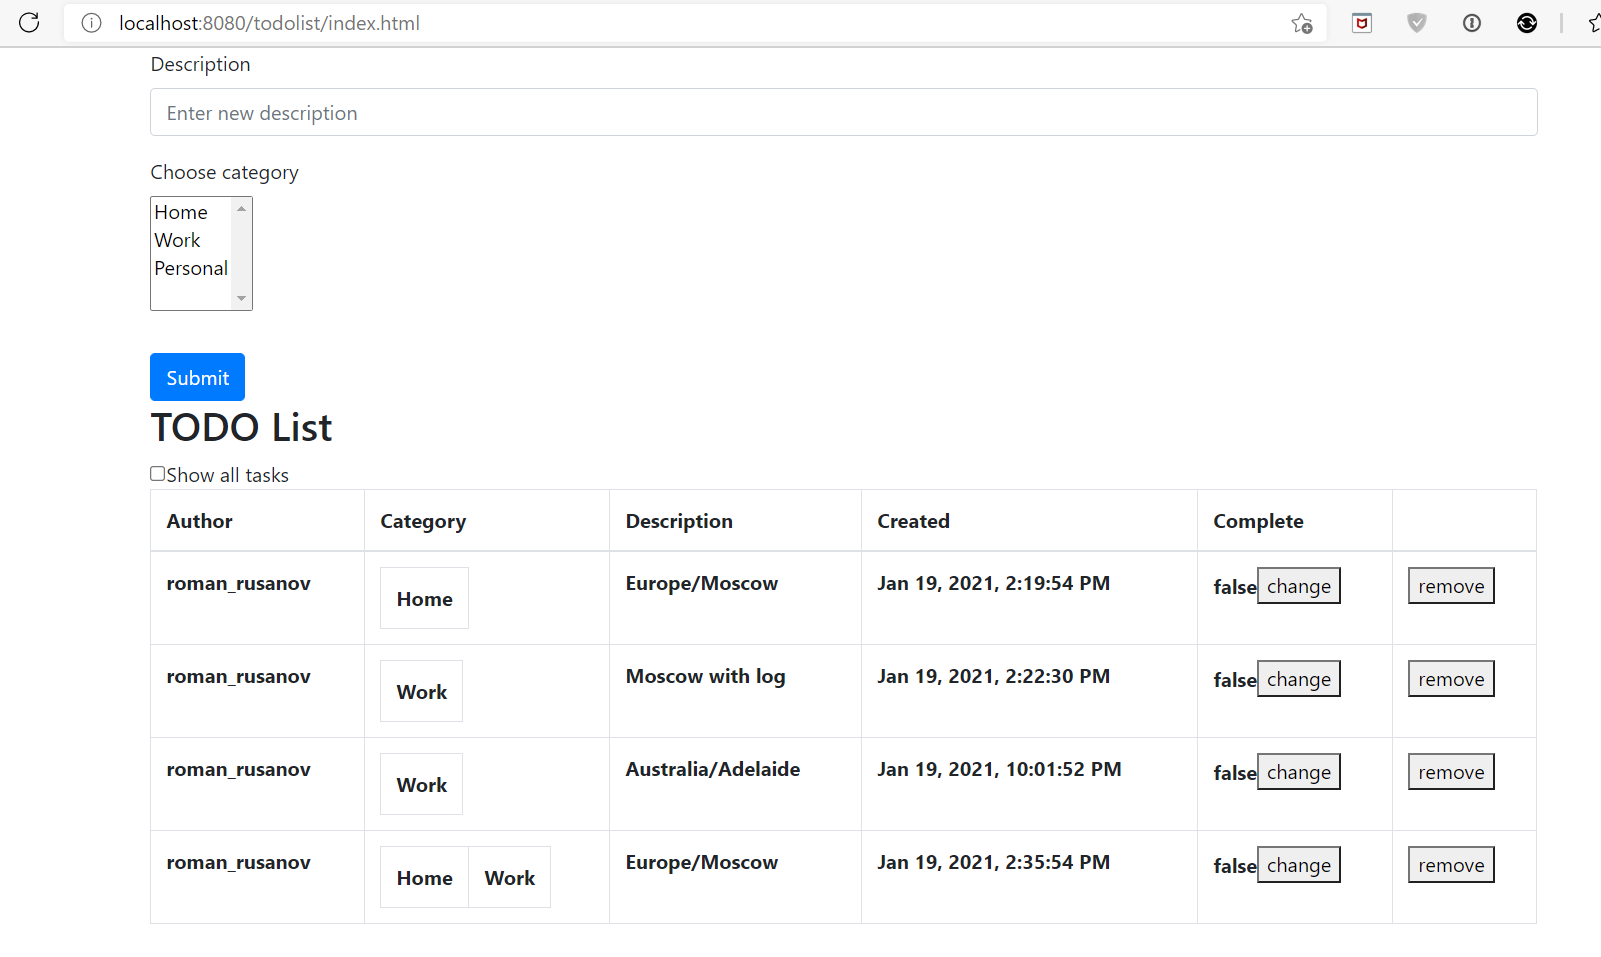 localhost:8080/todolist/index.html
Description
Enter new description
Choose category
Home
Work
Personal
Submit
TODO List
Show all tasks
Author Category Description Created Complete
roman_rusanov Home Europe/Moscow Jan 19, 2021, 2:19:54 PM false change remove
roman_rusanov Work Moscow with log Jan 19, 2021, 2:22:30 PM false change remove
roman_rusanov Work Australia/Adelaide Jan 19, 2021, 10:01:52 PM false change remove
roman_rusanov Home Work Europe/Moscow Jan 19, 2021, 2:35:54 PM false change remove